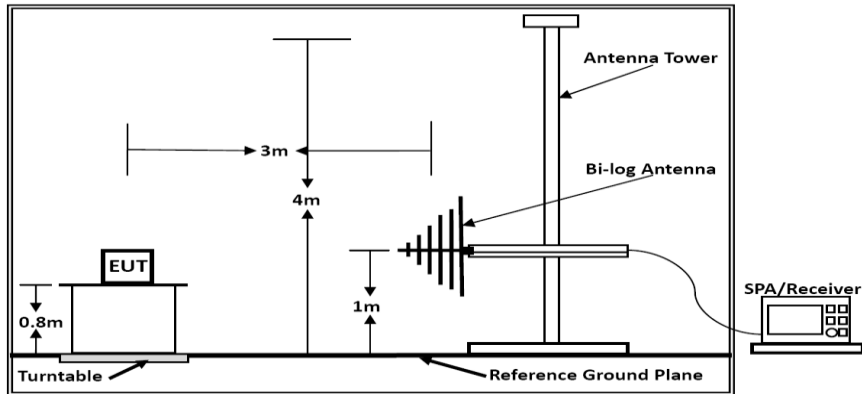 Antenna Tower
3m
Bi-log Antenna
4m
EUT
SPA/Receiver
0.8m
1m
Turntable
Reference Ground Plane